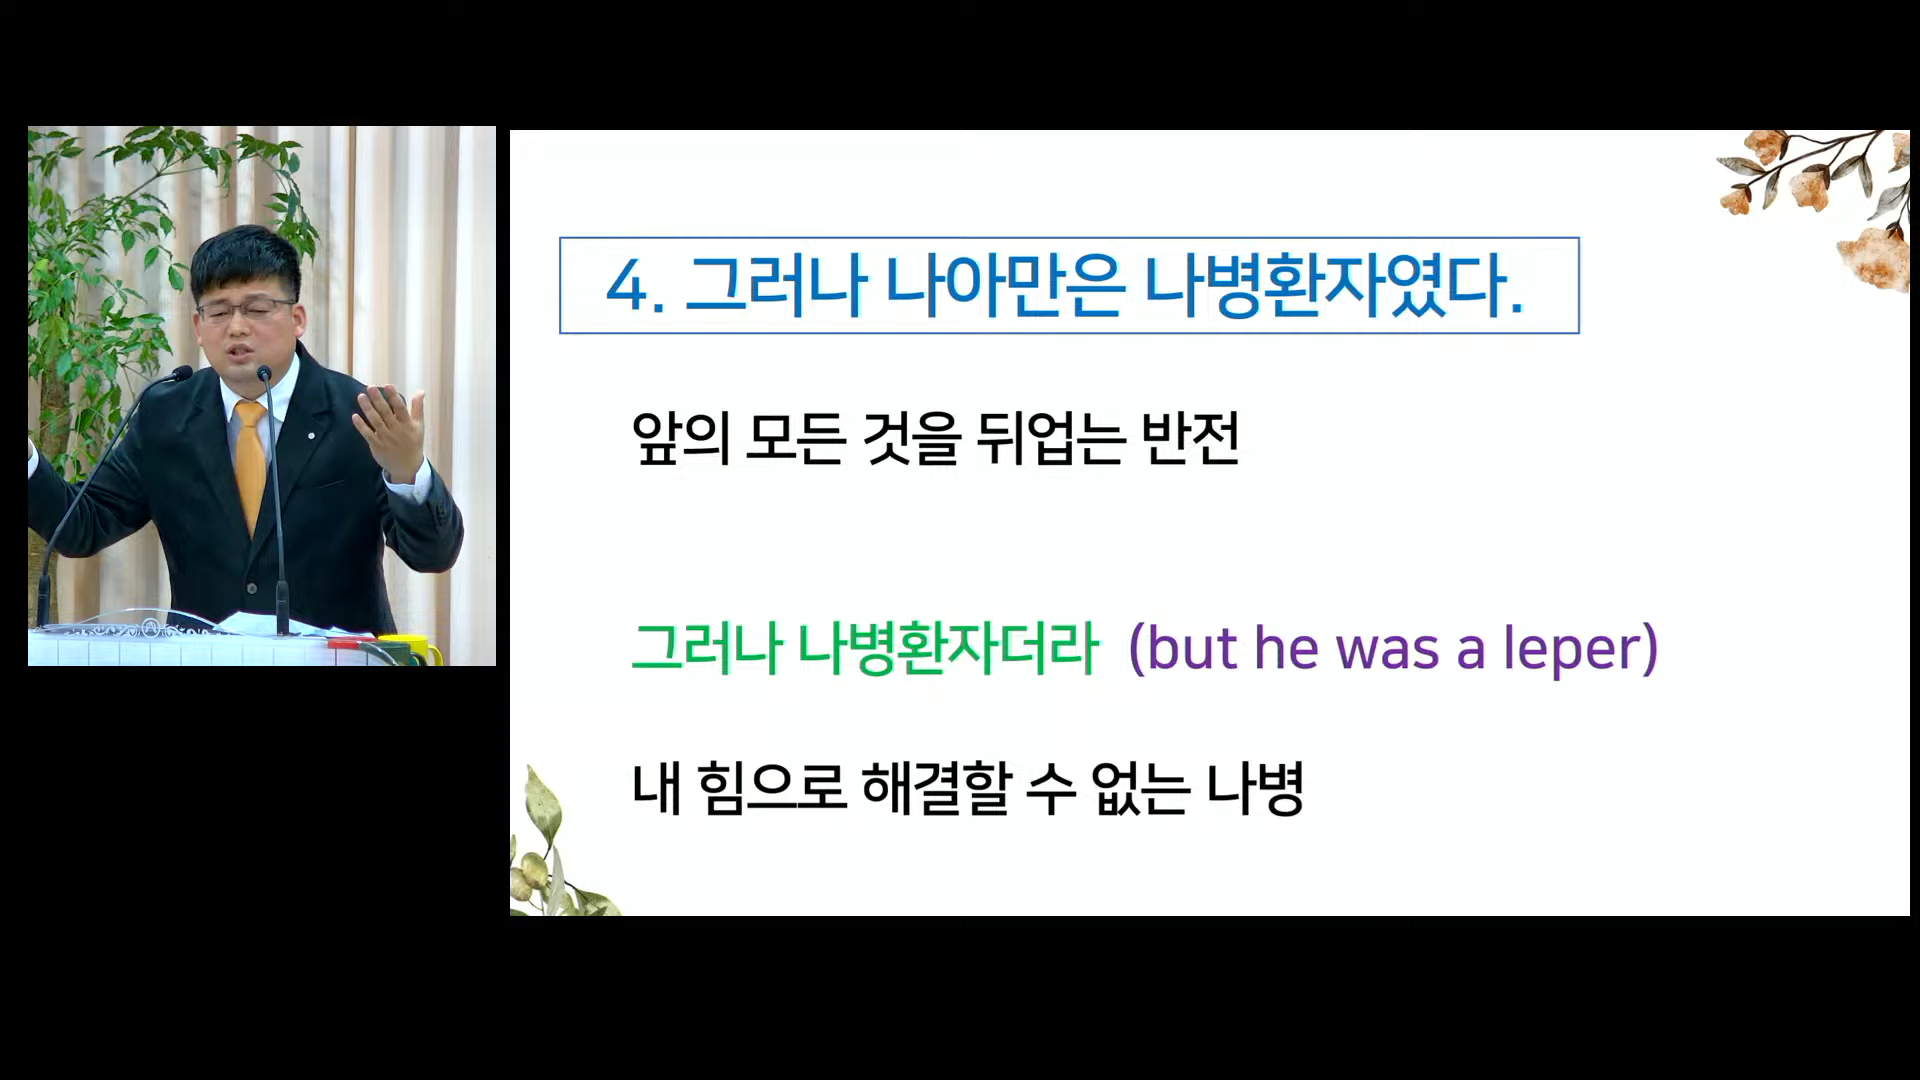 4. 그러나 나아만은 나병환자였다.
앞의 모든 것을 뒤업는 반전
그러나 나병환자더라 (but he was a leper)
내 힘으로 해결할 수 없는 나병